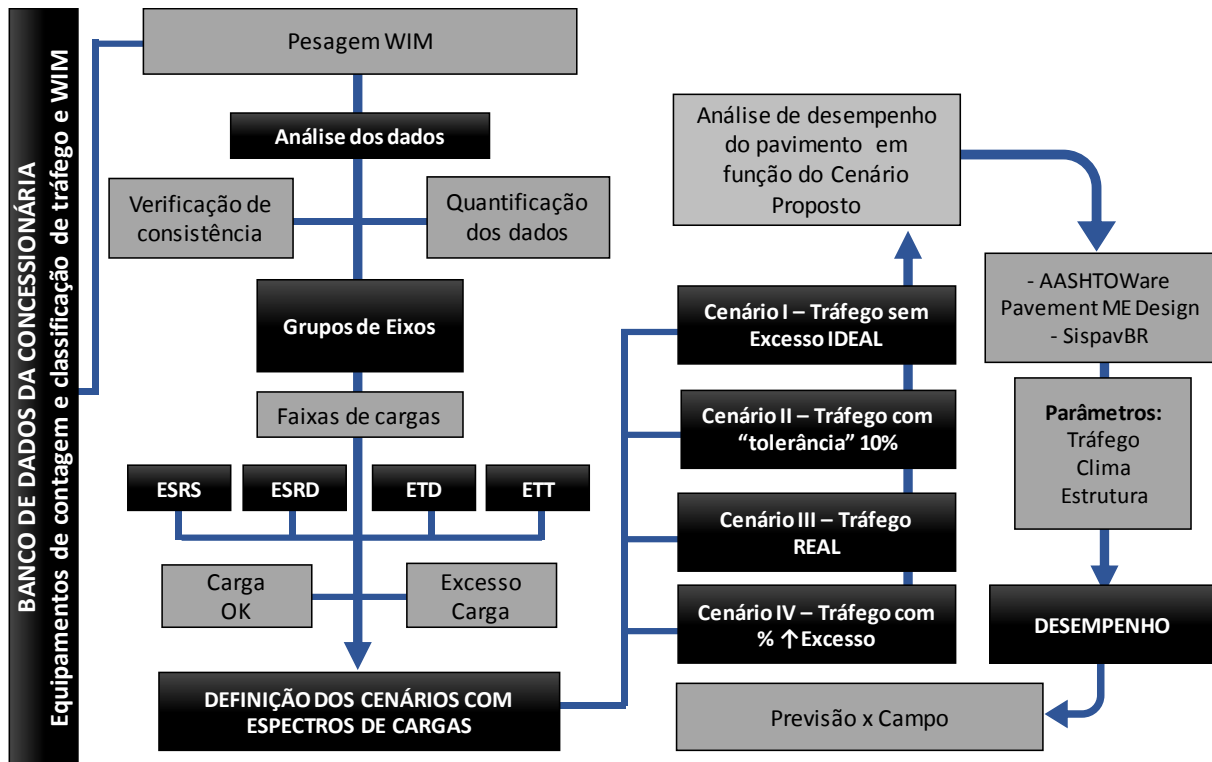 BANCO DE DADOS DA CONCESSIONÁRIA
Equipamentos de contagem e classificação de tráfego e WIM
Pesagem WIM
Análise dos dados
Verificação de
consistência
Quantificação
dos dados
Grupos de Eixos
Faixas de cargas
ESRS
ESRD
ETD
ETT
Carga
OK
Excesso
Carga
DEFINIÇÃO DOS CENÁRIOS COM
ESPECTROS DE CARGAS
Análise de desempenho
do pavimento em
função do Cenário
Proposto
Cenário I – Tráfego sem
Excesso IDEAL
Cenário II – Tráfego com
“tolerância” 10%
Cenário III – Tráfego
REAL
Cenário IV – Tráfego com
% ↑ Excesso
- AASHTOWare
Pavement ME Design
- SispavBR
Parâmetros:
Tráfego
Clima
Estrutura
DESEMPENHO
Previsão x Campo